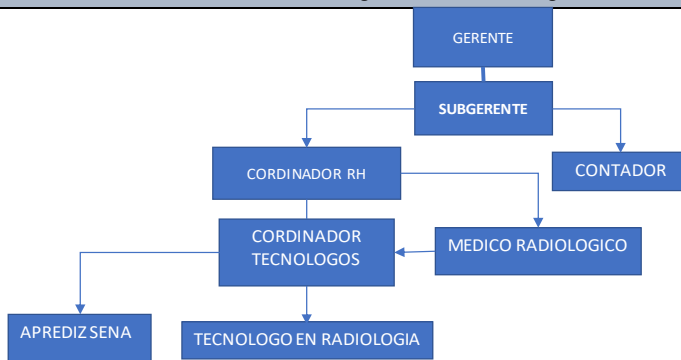 GERENTE
SUBGERENTE
CORDINADOR RH
CONTADOR
CORDINADOR
TECNOLOGOS
MEDICO RADIOLOGICO
APREDIZ SENA
TECNOLOGO EN RADIOLOGIA